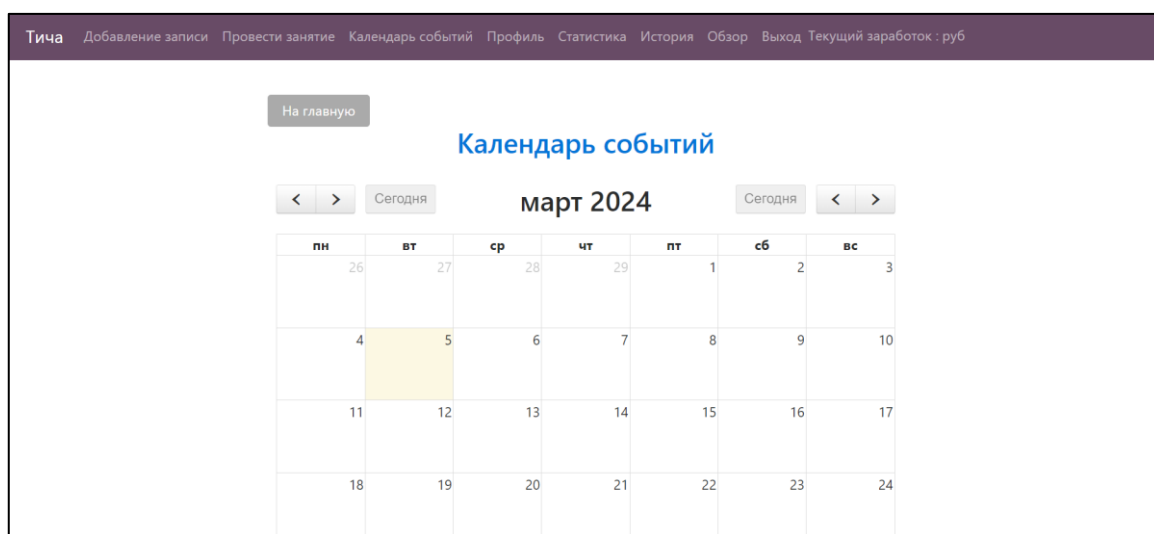 Тича Добавление записи Провести занятие Календарь событий Профиль Статистика История Обзор Выход Текущий заработок : руб
На главную
Календарь событий
Сегодня март 2024 Сегодня
пн вт ср чт пт сб вс
26 27 28 29 1 2 3
4 5 6 7 8 9 10
11 12 13 14 15 16 17
18 19 20 21 22 23 24